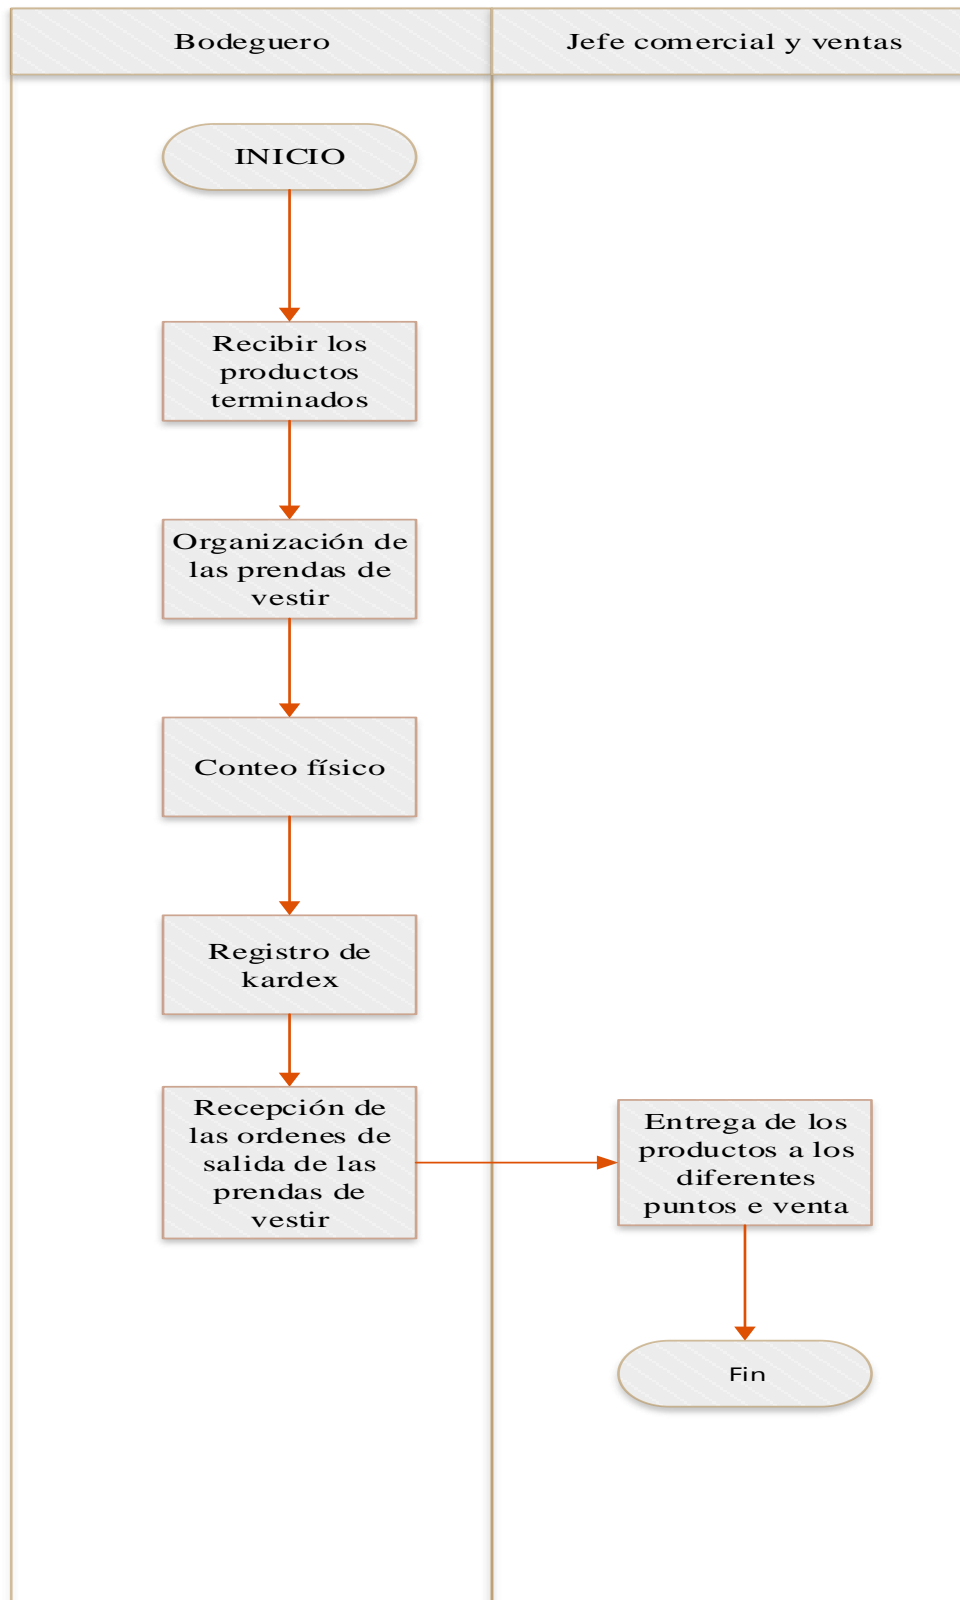 Bodeguero
Jefe comercial y ventas
INICIO
Recibir los
productos
terminados
Organización de
las prendas de
vestir
Conteo físico
Registro de
kardex
Recepción de
las ordenes de
salida de las
prendas de
vestir
Entrega de los
productos a los
diferentes
puntos e venta
Fin